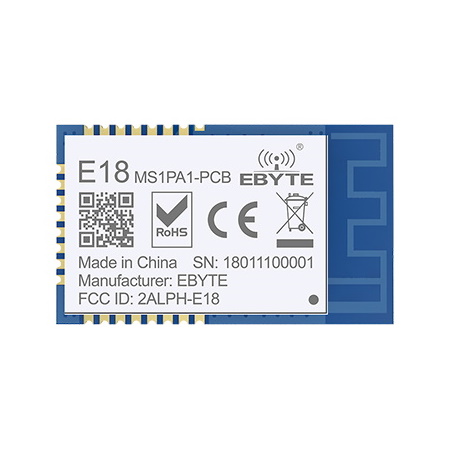 E18 MS1PA1-PCB
EBYTE
RoHS
CE
Made in China SN: 18011100001
Manufacturer: EBYTE
FCC ID: 2ALPH-E18